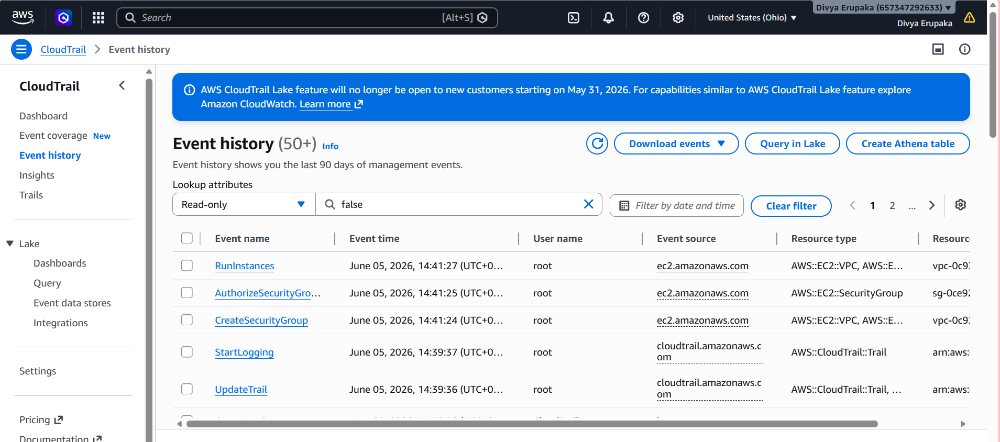 aws
Search [Alt+S]
United States (Ohio)
Divya Erupaka (657347292633)
Divya Erupaka
CloudTrail
Event history
CloudTrail
Dashboard
Event coverage New
Event history
Insights
Trails
Lake
Dashboards
Query
Event data stores
Integrations
Settings
Pricing
Documentation
AWS CloudTrail Lake feature will no longer be open to new customers starting on May 31, 2026. For capabilities similar to AWS CloudTrail Lake feature explore
Amazon CloudWatch. Learn more
Event history (50+) Info
Download events
Query in Lake
Create Athena table
Event history shows you the last 90 days of management events.
Lookup attributes
Read-only
false
Filter by date and time
Clear filter
1 2 ...
Event name Event time User name Event source Resource type Resourc
RunInstances June 05, 2026, 14:41:27 (UTC+0… root ec2.amazonaws.com AWS::EC2::VPC, AWS::E… vpc-0c93
AuthorizeSecurityGro… June 05, 2026, 14:41:25 (UTC+0… root ec2.amazonaws.com AWS::EC2::SecurityGroup sg-0ce92
CreateSecurityGroup June 05, 2026, 14:41:24 (UTC+0… root ec2.amazonaws.com AWS::EC2::VPC, AWS::E… vpc-0c93
StartLogging June 05, 2026, 14:39:37 (UTC+0… root cloudtrail.amazonaws.c
om AWS::CloudTrail::Trail arn:aws:
UpdateTrail June 05, 2026, 14:39:36 (UTC+0… root cloudtrail.amazonaws.c
om AWS::CloudTrail::Trail, … arn:aws: